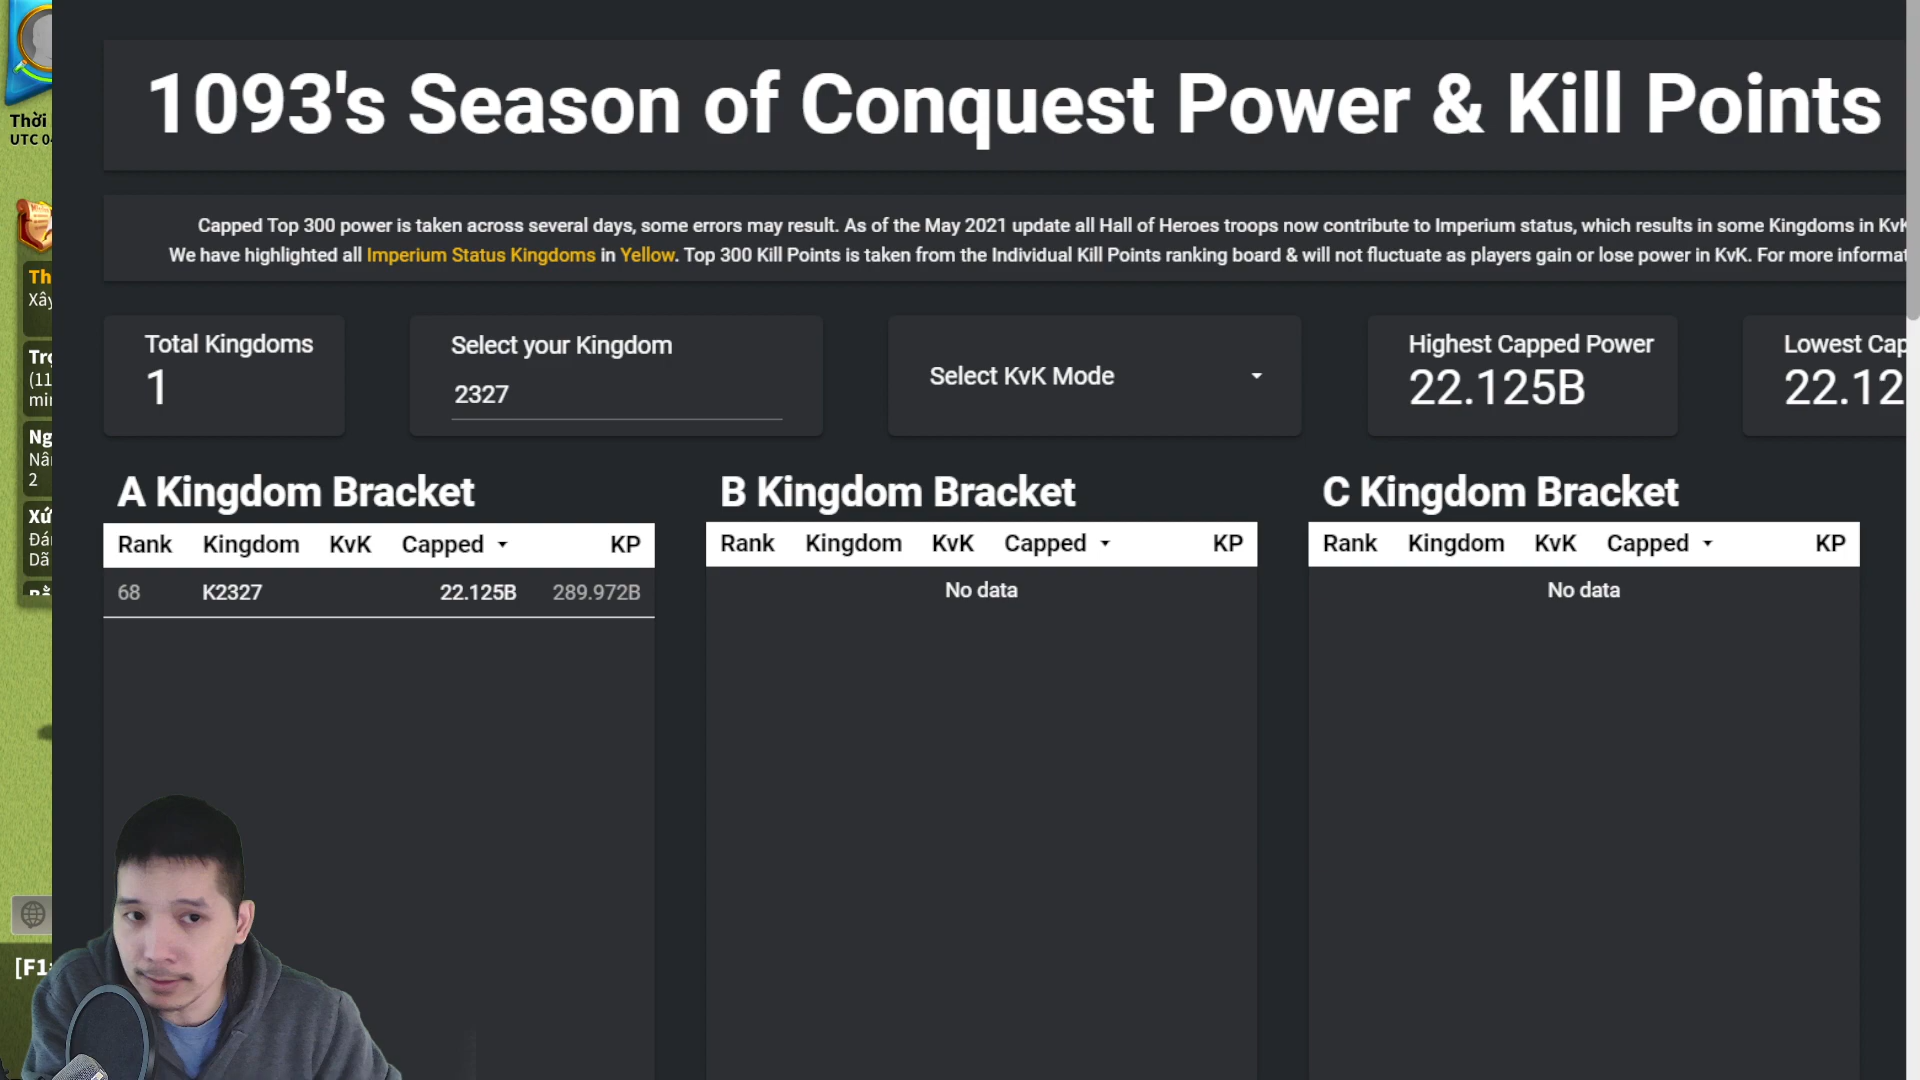 1093's Season of Conquest Power & Kill Points
Capped Top 300 power is taken across several days, some errors may result. As of the May 2021 update all Hall of Heroes troops now contribute to Imperium status, which results in some Kingdoms in KvK
We have highlighted all Imperium Status Kingdoms in Yellow. Top 300 Kill Points is taken from the Individual Kill Points ranking board & will not fluctuate as players gain or lose power in KvK. For more informat
Total Kingdoms
1
Select your Kingdom
2327
Select KvK Mode
Highest Capped Power
22.125B
Lowest Cap
22.12
A Kingdom Bracket
Rank Kingdom KvK Capped KP
68 K2327 22.125B 289.972B
B Kingdom Bracket
Rank Kingdom KvK Capped KP
No data
C Kingdom Bracket
Rank Kingdom KvK Capped KP
No data
Thời
UTC 0
Th
Xây
Trọ
(11
min
Ng
Nân
2
Xứ
Đán
Dã
[F1